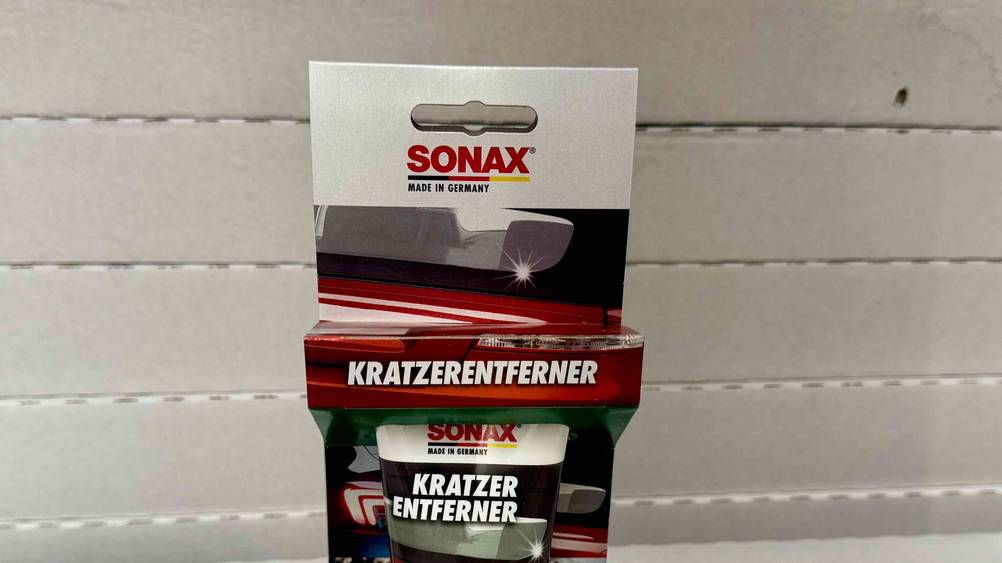 SONAX®
MADE IN GERMANY
KRATZERENTFERNER
SONAX®
MADE IN GERMANY
KRATZER
ENTFERNER